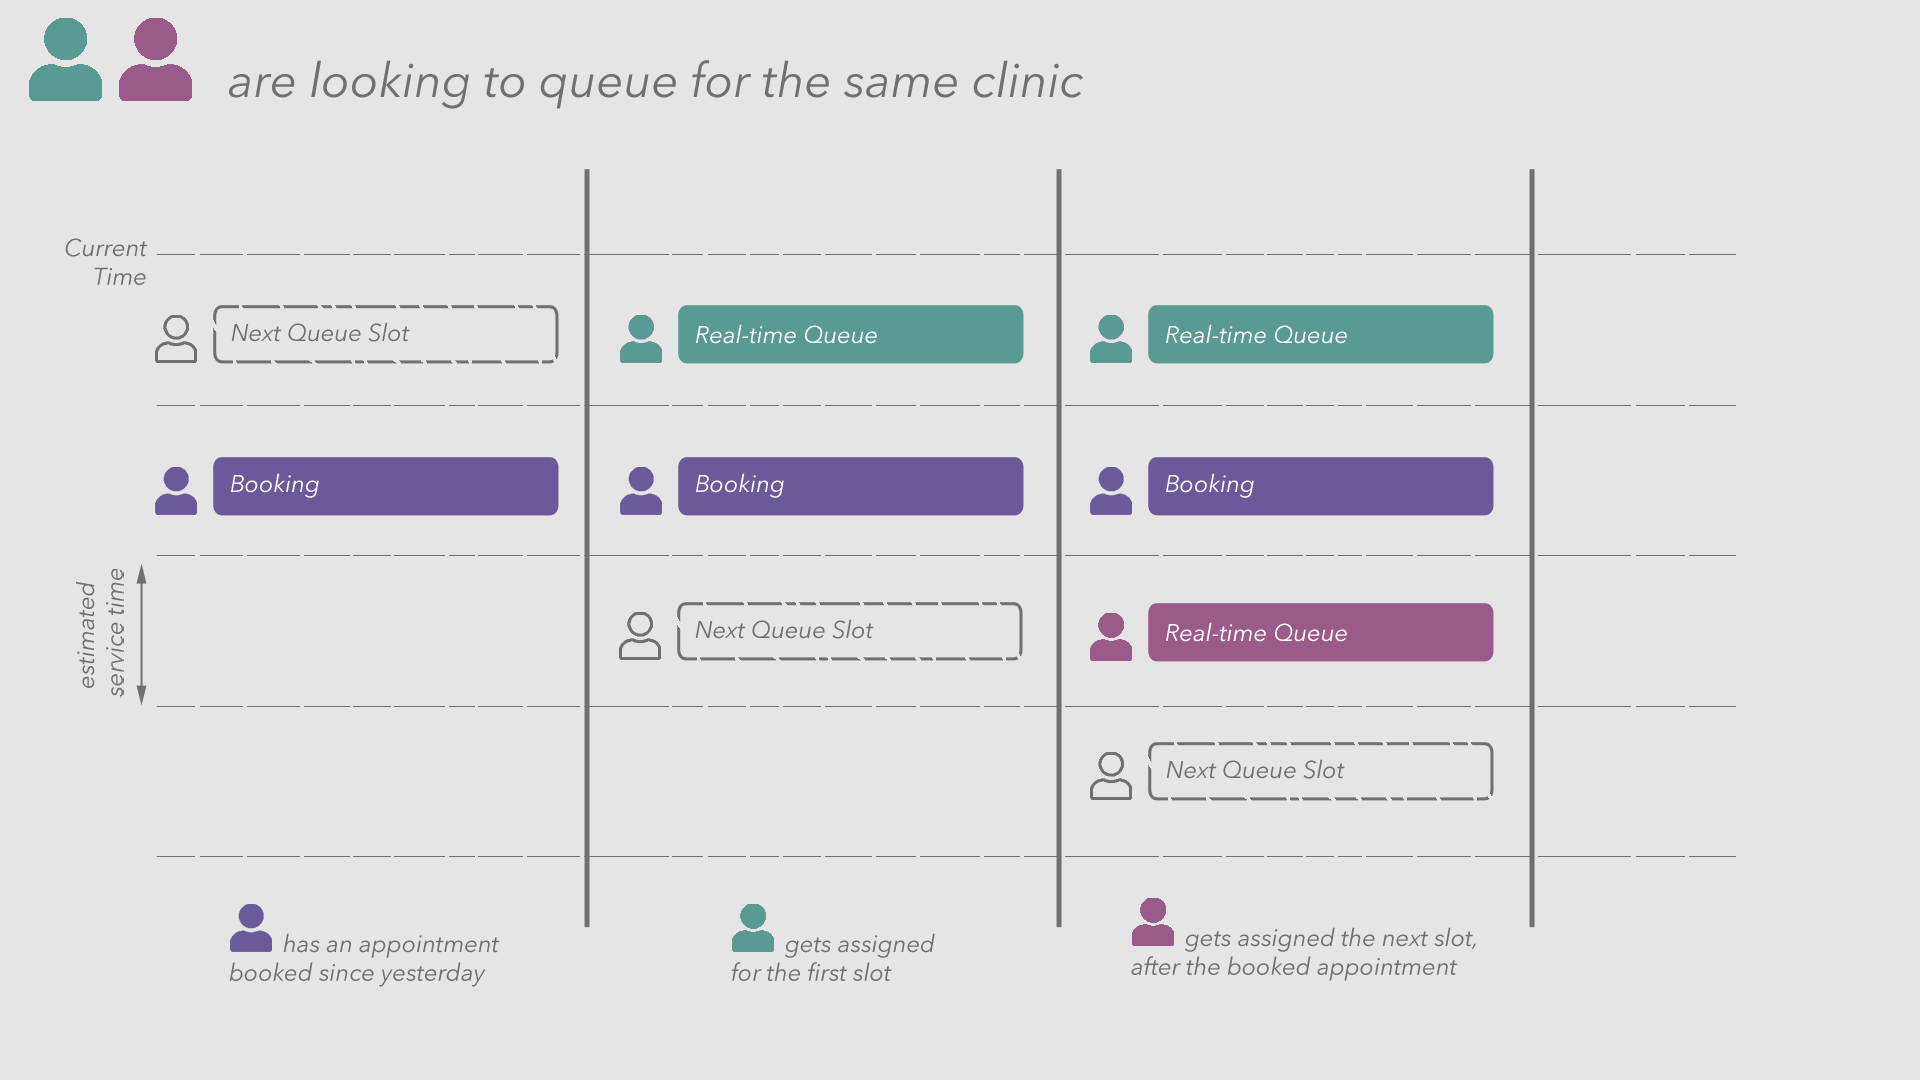 are looking to queue for the same clinic
Current
Time
Next Queue Slot
Real-time Queue
Real-time Queue
Booking
Booking
Booking
estimated
service time
Next Queue Slot
Real-time Queue
Next Queue Slot
has an appointment
booked since yesterday
gets assigned
for the first slot
gets assigned the next slot,
after the booked appointment